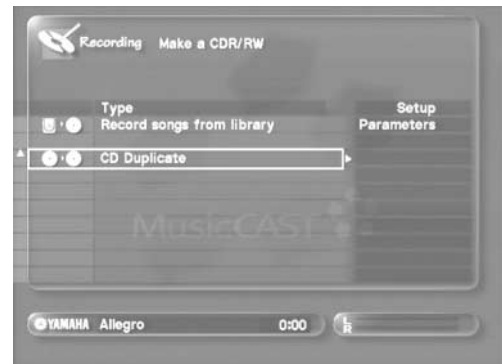 Recording Make a CDR/RW
Type Setup
Record songs from library Parameters
CD Duplicate
MusicCAST
YAMAHA Allegro 0:00 L
R